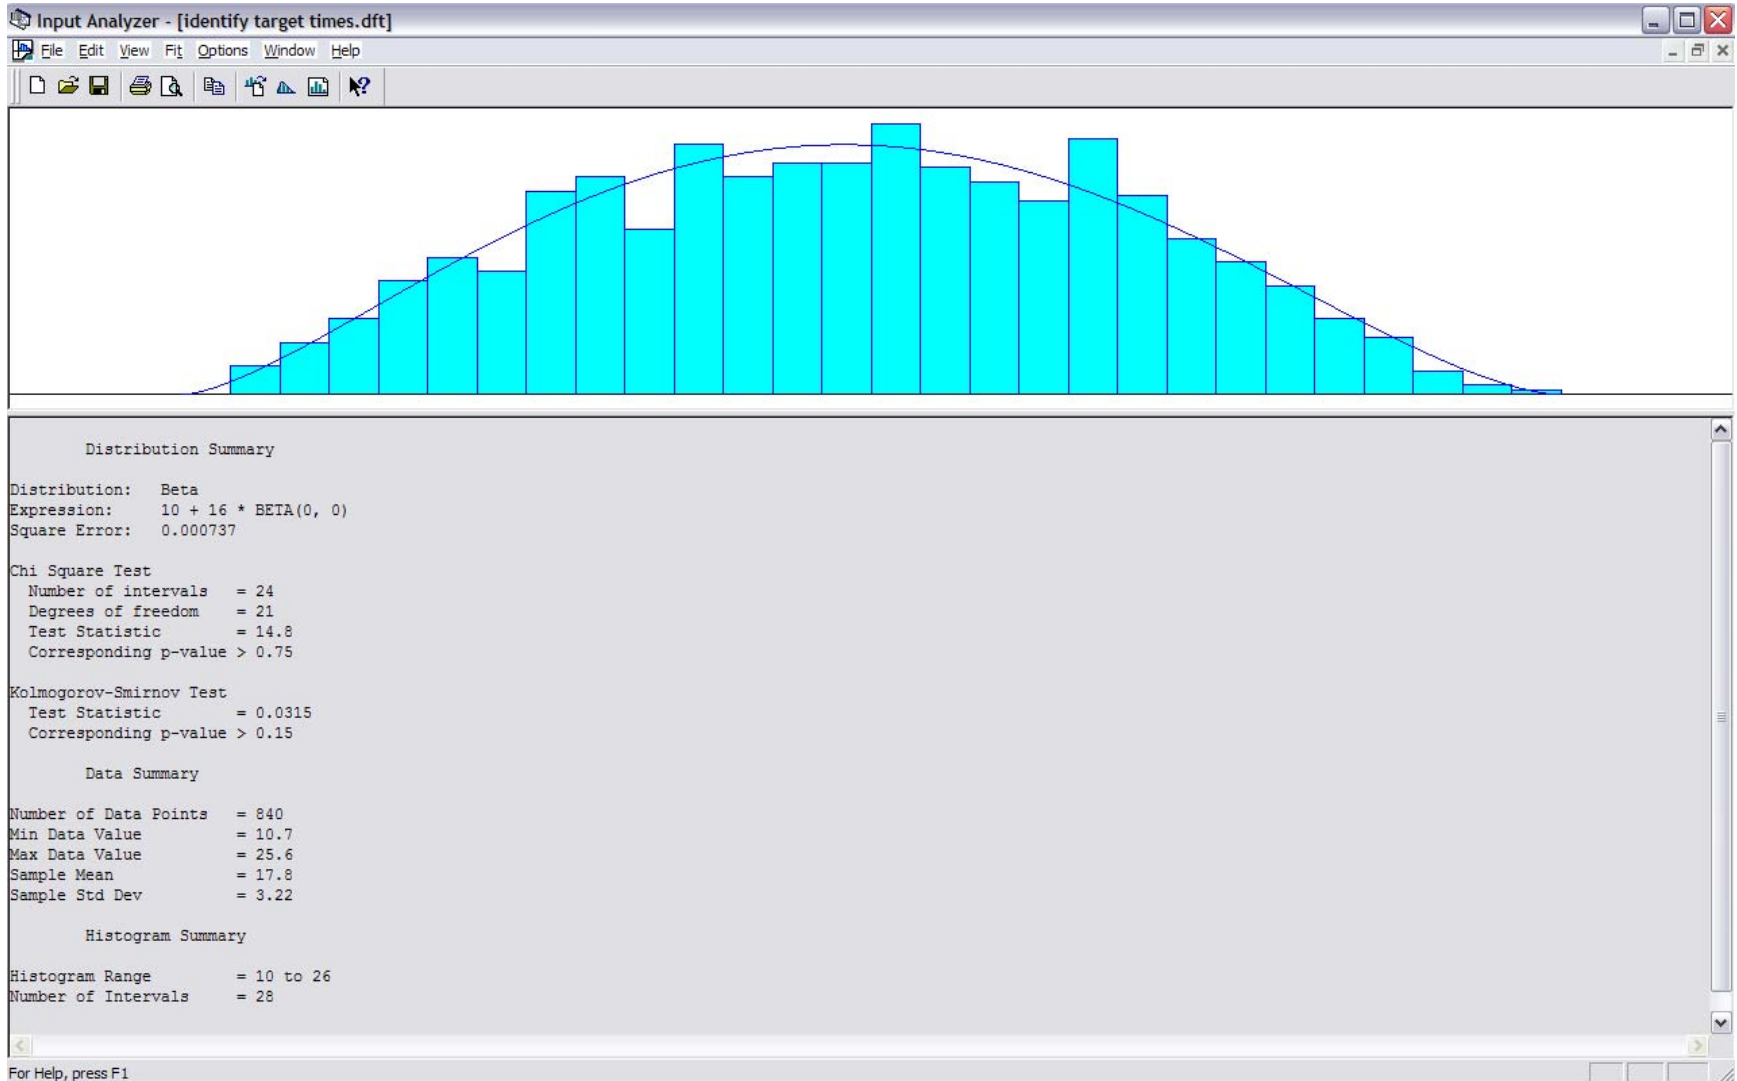 Input Analyzer - [identify target times.dft]
File Edit View Fit Options Window Help
Distribution Summary
Distribution: Beta
Expression: 10 + 16 * BETA(0, 0)
Square Error: 0.000737
Chi Square Test
Number of intervals = 24
Degrees of freedom = 21
Test Statistic = 14.8
Corresponding p-value > 0.75
Kolmogorov-Smirnov Test
Test Statistic = 0.0315
Corresponding p-value > 0.15
Data Summary
Number of Data Points = 840
Min Data Value = 10.7
Max Data Value = 25.6
Sample Mean = 17.8
Sample Std Dev = 3.22
Histogram Summary
Histogram Range = 10 to 26
Number of Intervals = 28
For Help, press F1